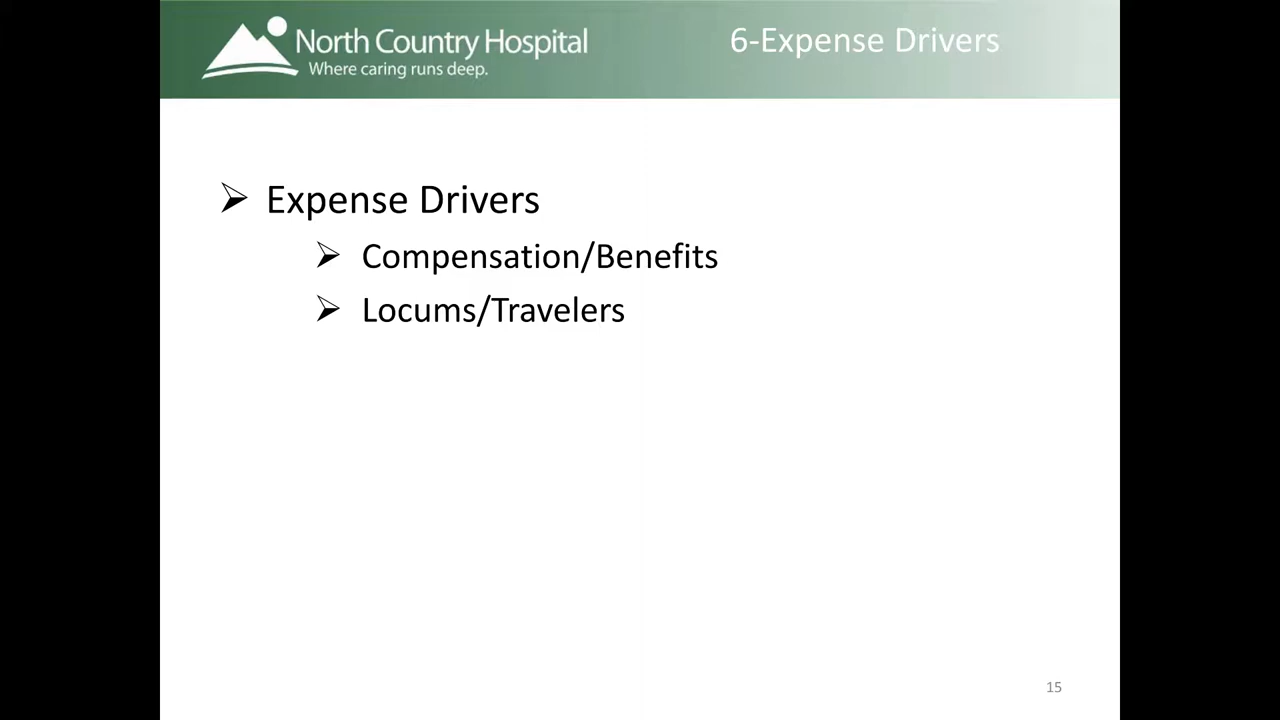 North Country Hospital
Where caring runs deep.
6-Expense Drivers
Expense Drivers
Compensation/Benefits
Locums/Travelers
15